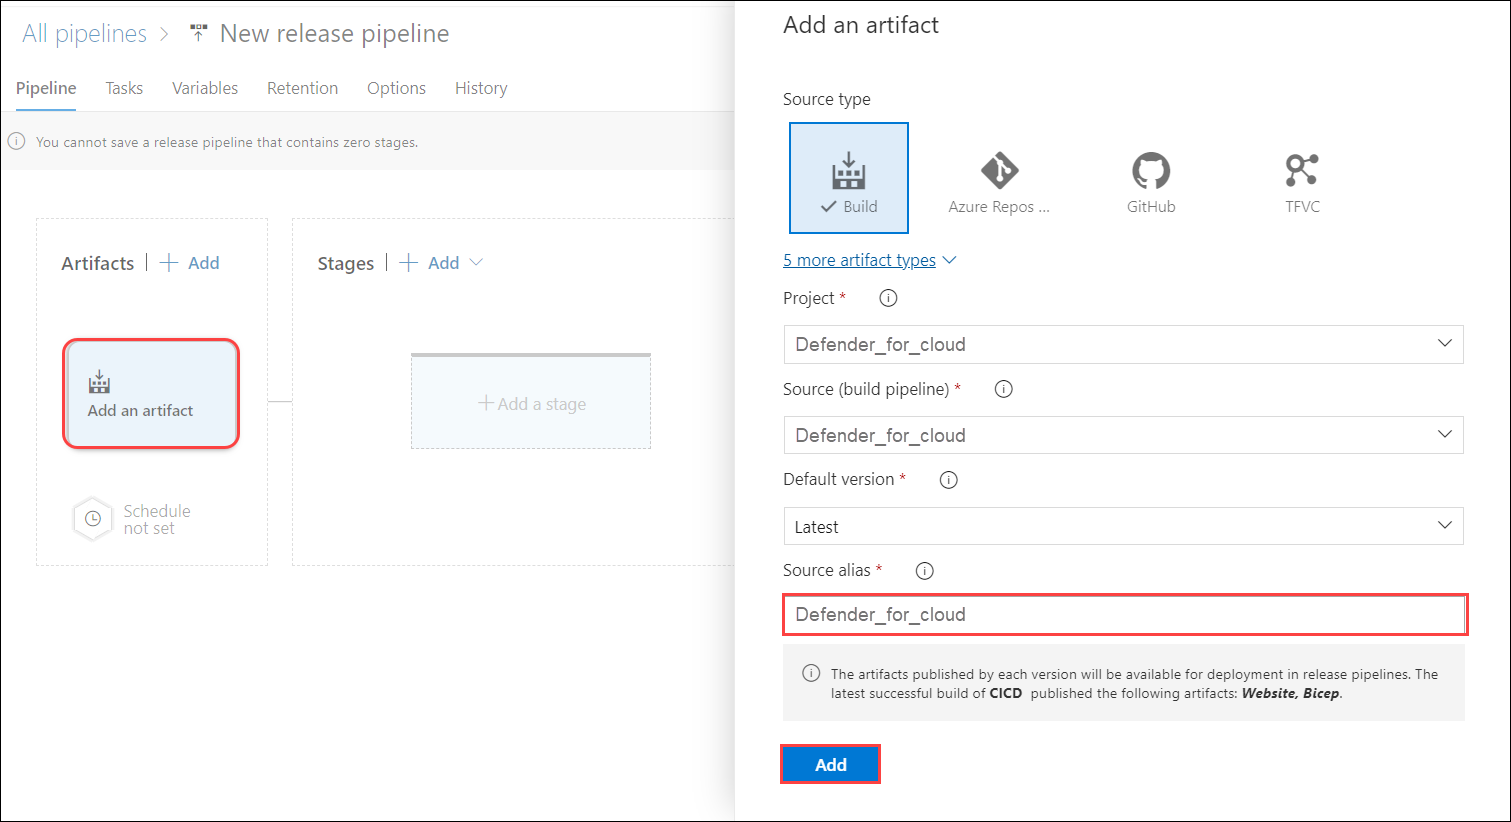 All pipelines > New release pipeline
Pipeline Tasks Variables Retention Options History
You cannot save a release pipeline that contains zero stages.
Artifacts | + Add
Stages | + Add
Add an artifact
+ Add a stage
Schedule
not set
Add an artifact
Source type
Build
Azure Repos ...
GitHub
TFVC
5 more artifact types
Project *
Defender_for_cloud
Source (build pipeline) *
Defender_for_cloud
Default version *
Latest
Source alias *
Defender_for_cloud
The artifacts published by each version will be available for deployment in release pipelines. The
latest successful build of CICD published the following artifacts: Website, Bicep.
Add